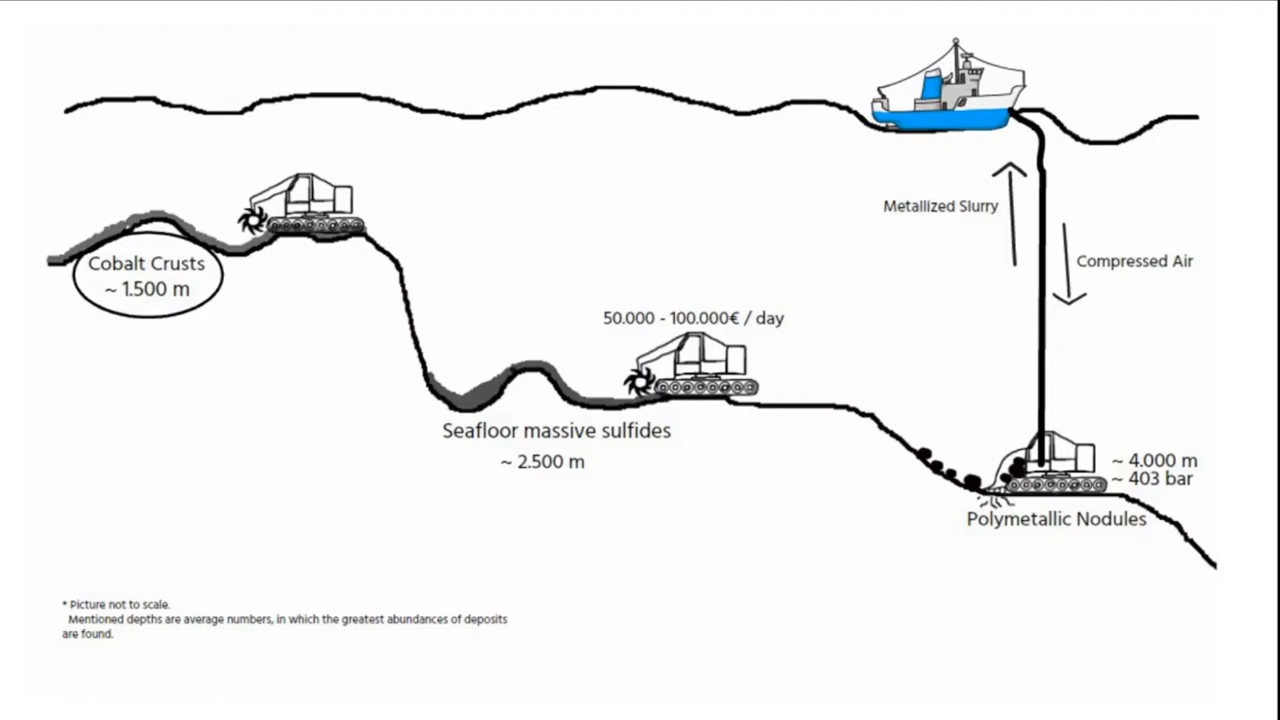 Metallized Slurry
Compressed Air
Cobalt Crusts
~ 1.500 m
50.000 - 100.000€ / day
Seafloor massive sulfides
~ 2.500 m
~ 4.000 m
~ 403 bar
Polymetallic Nodules
* Picture not to scale.
Mentioned depths are average numbers, in which the greatest abundances of deposits
are found.